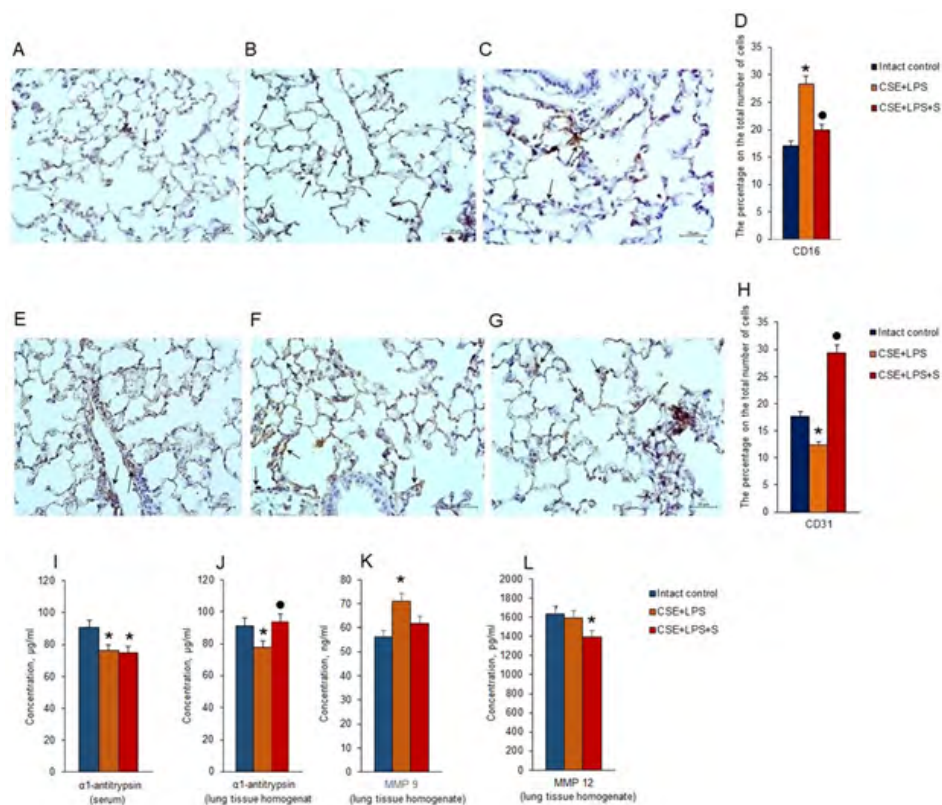 A
B
C
D
The percentage on the total number of cells
35
30
25
20
15
10
5
0
*
●
CD16
Intact control
CSE+LPS
CSE+LPS+S
E
F
G
H
The percentage on the total number of cells
35
30
25
20
15
10
5
0
*
●
CD31
Intact control
CSE+LPS
CSE+LPS+S
I
Concentration, µg/ml
120
100
80
60
40
20
0
* *
α1-antitrypsin
(serum)
J
Concentration, µg/ml
120
100
80
60
40
20
0
*
●
α1-antitrypsin
(lung tissue homogenat
K
Concentration, ng/ml
80
70
60
50
40
30
20
10
0
*
MMP 9
(lung tissue homogenate)
L
Concentration, pg/ml
2000
1800
1600
1400
1200
1000
800
600
400
200
0
*
MMP 12
(lung tissue homogenate)
Intact control
CSE+LPS
CSE+LPS+S